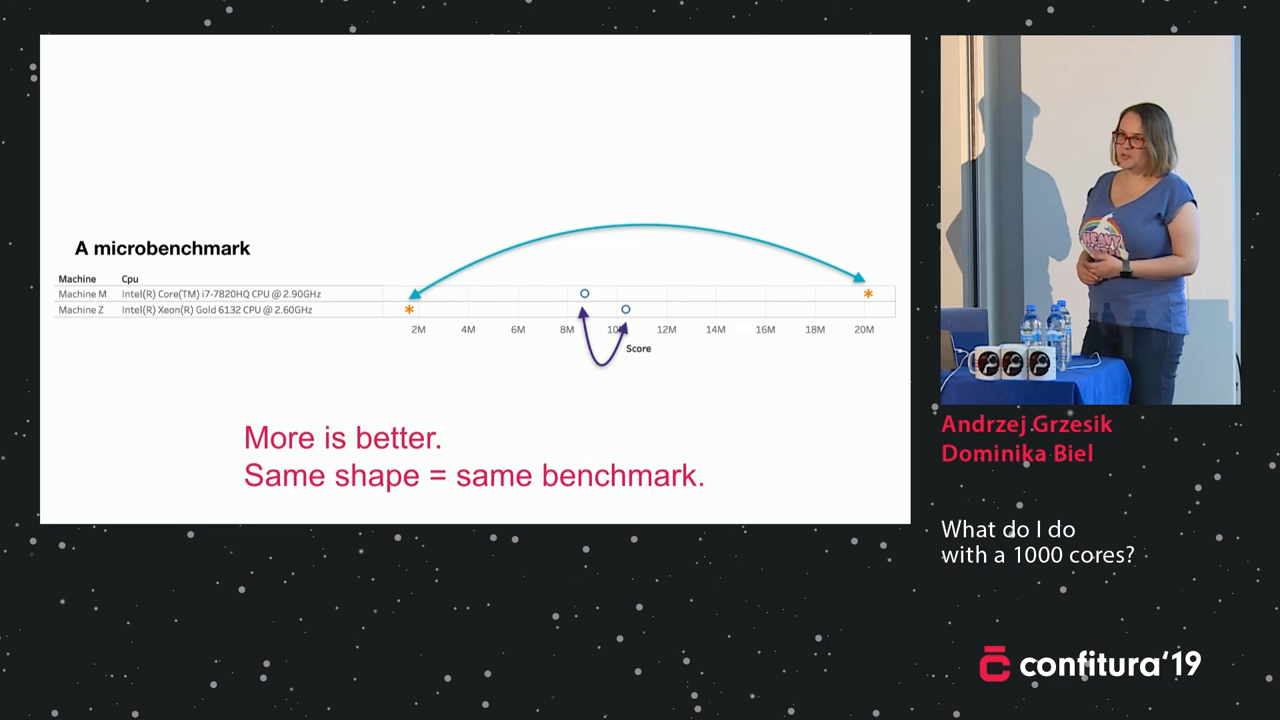 A microbenchmark
Machine Cpu
Machine M Intel(R) Core(TM) i7-7820HQ CPU @ 2.90GHz
Machine Z Intel(R) Xeon(R) Gold 6132 CPU @ 2.60GHz
2M 4M 6M 8M 12M 14M 16M 18M 20M
Score
More is better.
Same shape = same benchmark.
HEAVY
Andrzej Grzesik
Dominika Biel
What do I do
with a 1000 cores?
confitura'19